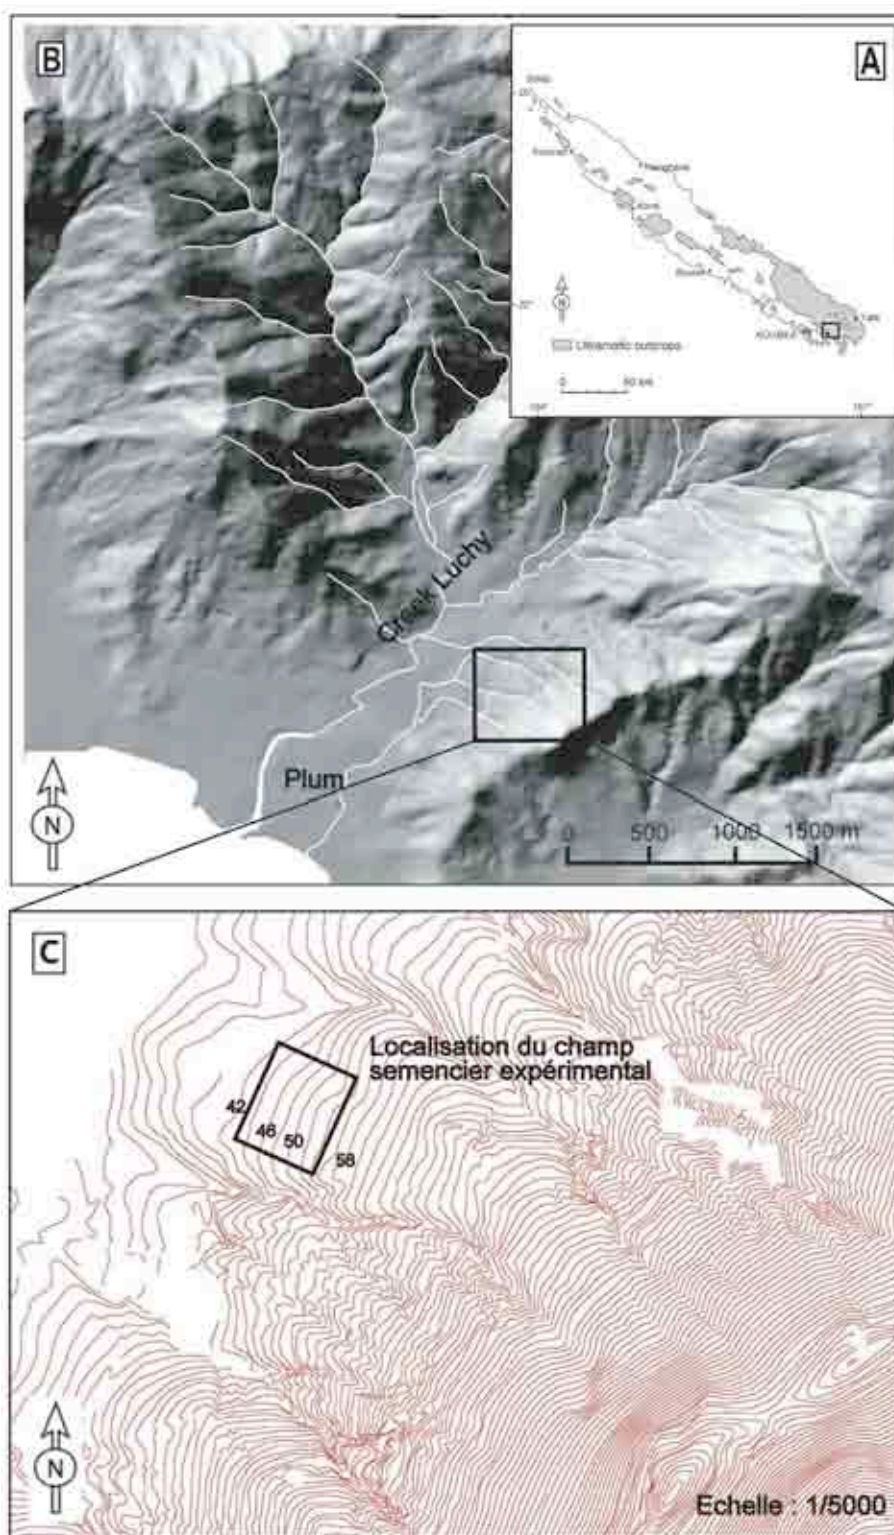 B
A
Ultramafic outcrops
N
0
50 km
Creek Luchy
Plum
N
0 500 1000 1500 m
C
Localisation du champ
semencier expérimental
42
46
50
58
N
Echelle : 1/5000